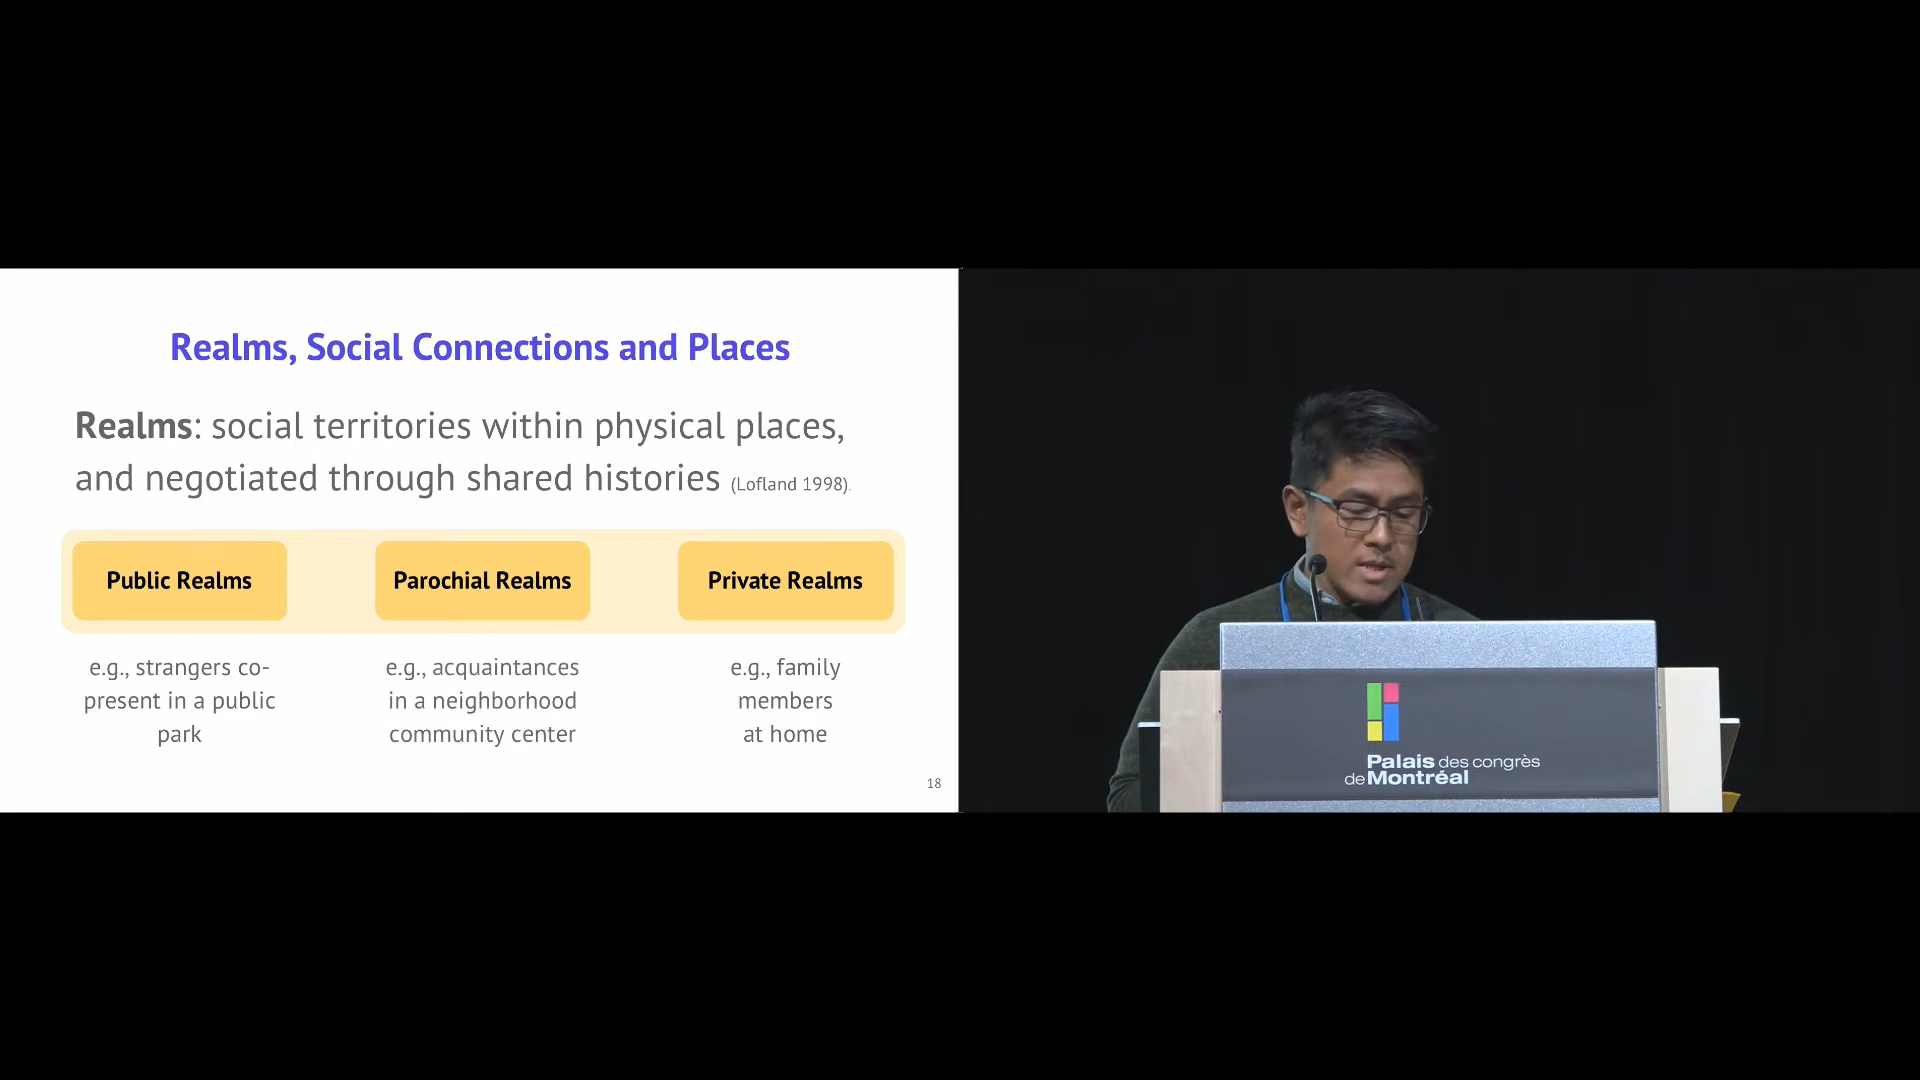 Realms, Social Connections and Places
Realms: social territories within physical places,
and negotiated through shared histories (Lofland 1998).
Public Realms
Parochial Realms
Private Realms
e.g., strangers co-
present in a public
park
e.g., acquaintances
in a neighborhood
community center
e.g., family
members
at home
18
Palais des congrès
de Montréal